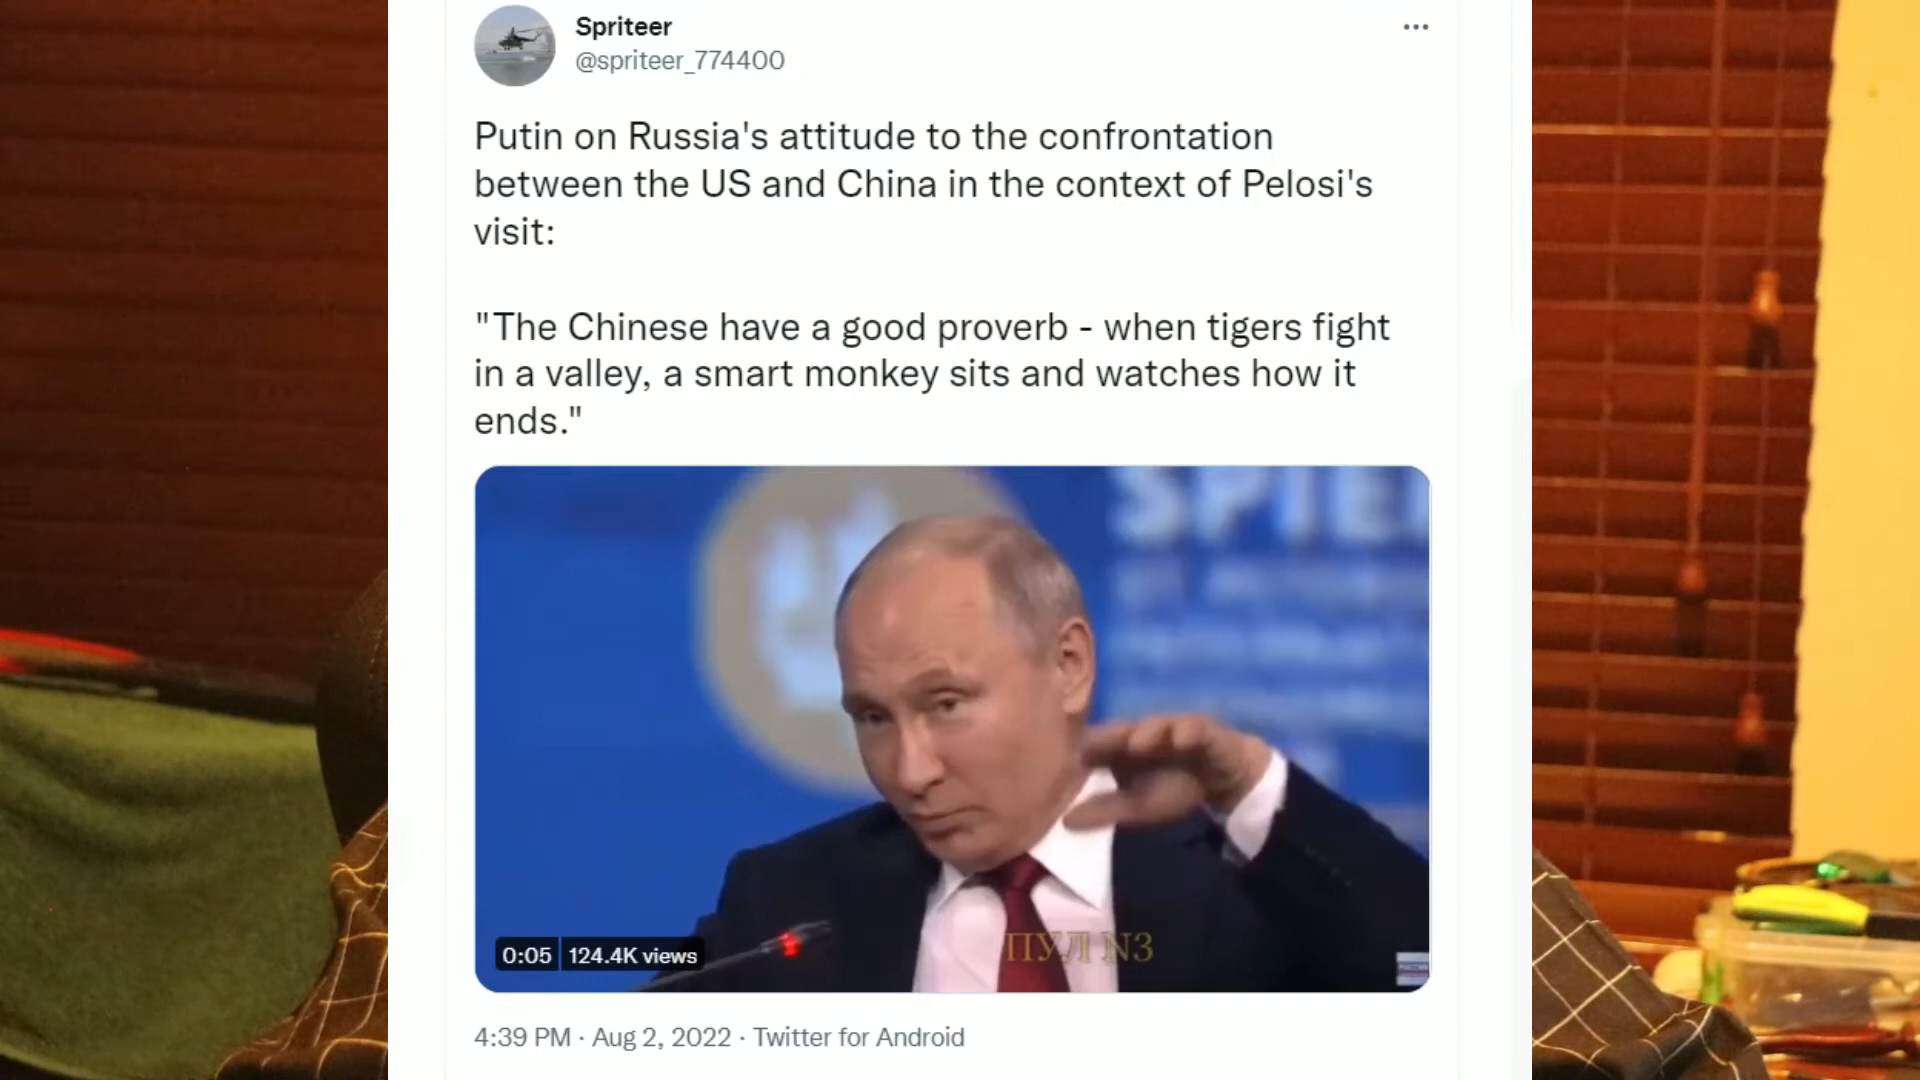 Spriteer
@spriteer_774400
Putin on Russia's attitude to the confrontation
between the US and China in the context of Pelosi's
visit:
"The Chinese have a good proverb - when tigers fight
in a valley, a smart monkey sits and watches how it
ends."
ПУЛ N3
0:05 124.4K views
4:39 PM · Aug 2, 2022 · Twitter for Android